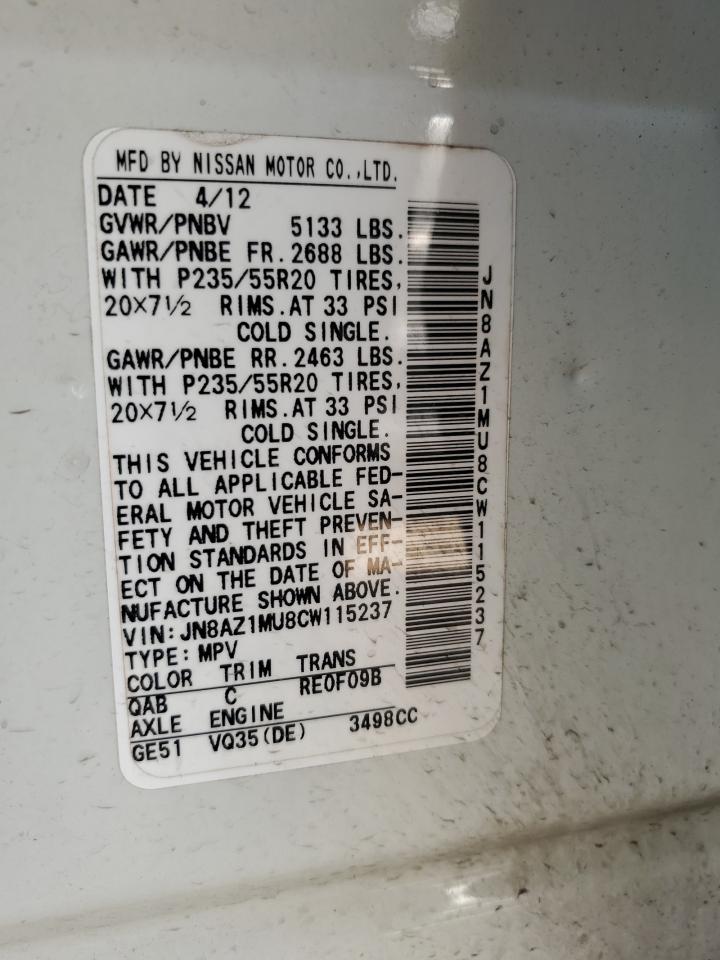 MFD BY NISSAN MOTOR CO.,LTD.
DATE 4/12
GVWR/PNBV 5133 LBS.
GAWR/PNBE FR.2688 LBS.
WITH P235/55R20 TIRES,
20×7½ RIMS.AT 33 PSI
COLD SINGLE.
GAWR/PNBE RR.2463 LBS.
WITH P235/55R20 TIRES,
20×7½ RIMS.AT 33 PSI
COLD SINGLE.
THIS VEHICLE CONFORMS
TO ALL APPLICABLE FED-
ERAL MOTOR VEHICLE SA-
FETY AND THEFT PREVEN-
TION STANDARDS IN EFF-
ECT ON THE DATE OF MA-
NUFACTURE SHOWN ABOVE.
VIN:JN8AZ1MU8CW115237
TYPE:MPV
COLOR TRIM TRANS
QAB C RE0F09B
AXLE ENGINE
GE51 VQ35(DE) 3498CC
JN8AZ1MU8CW115237